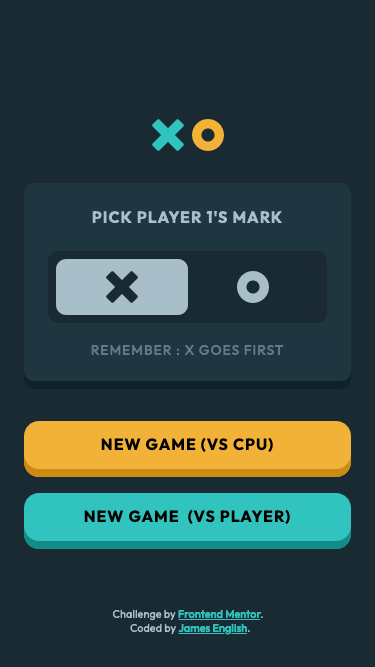 PICK PLAYER 1'S MARK
REMEMBER : X GOES FIRST
NEW GAME (VS CPU)
NEW GAME (VS PLAYER)
Challenge by Frontend Mentor.
Coded by James English.